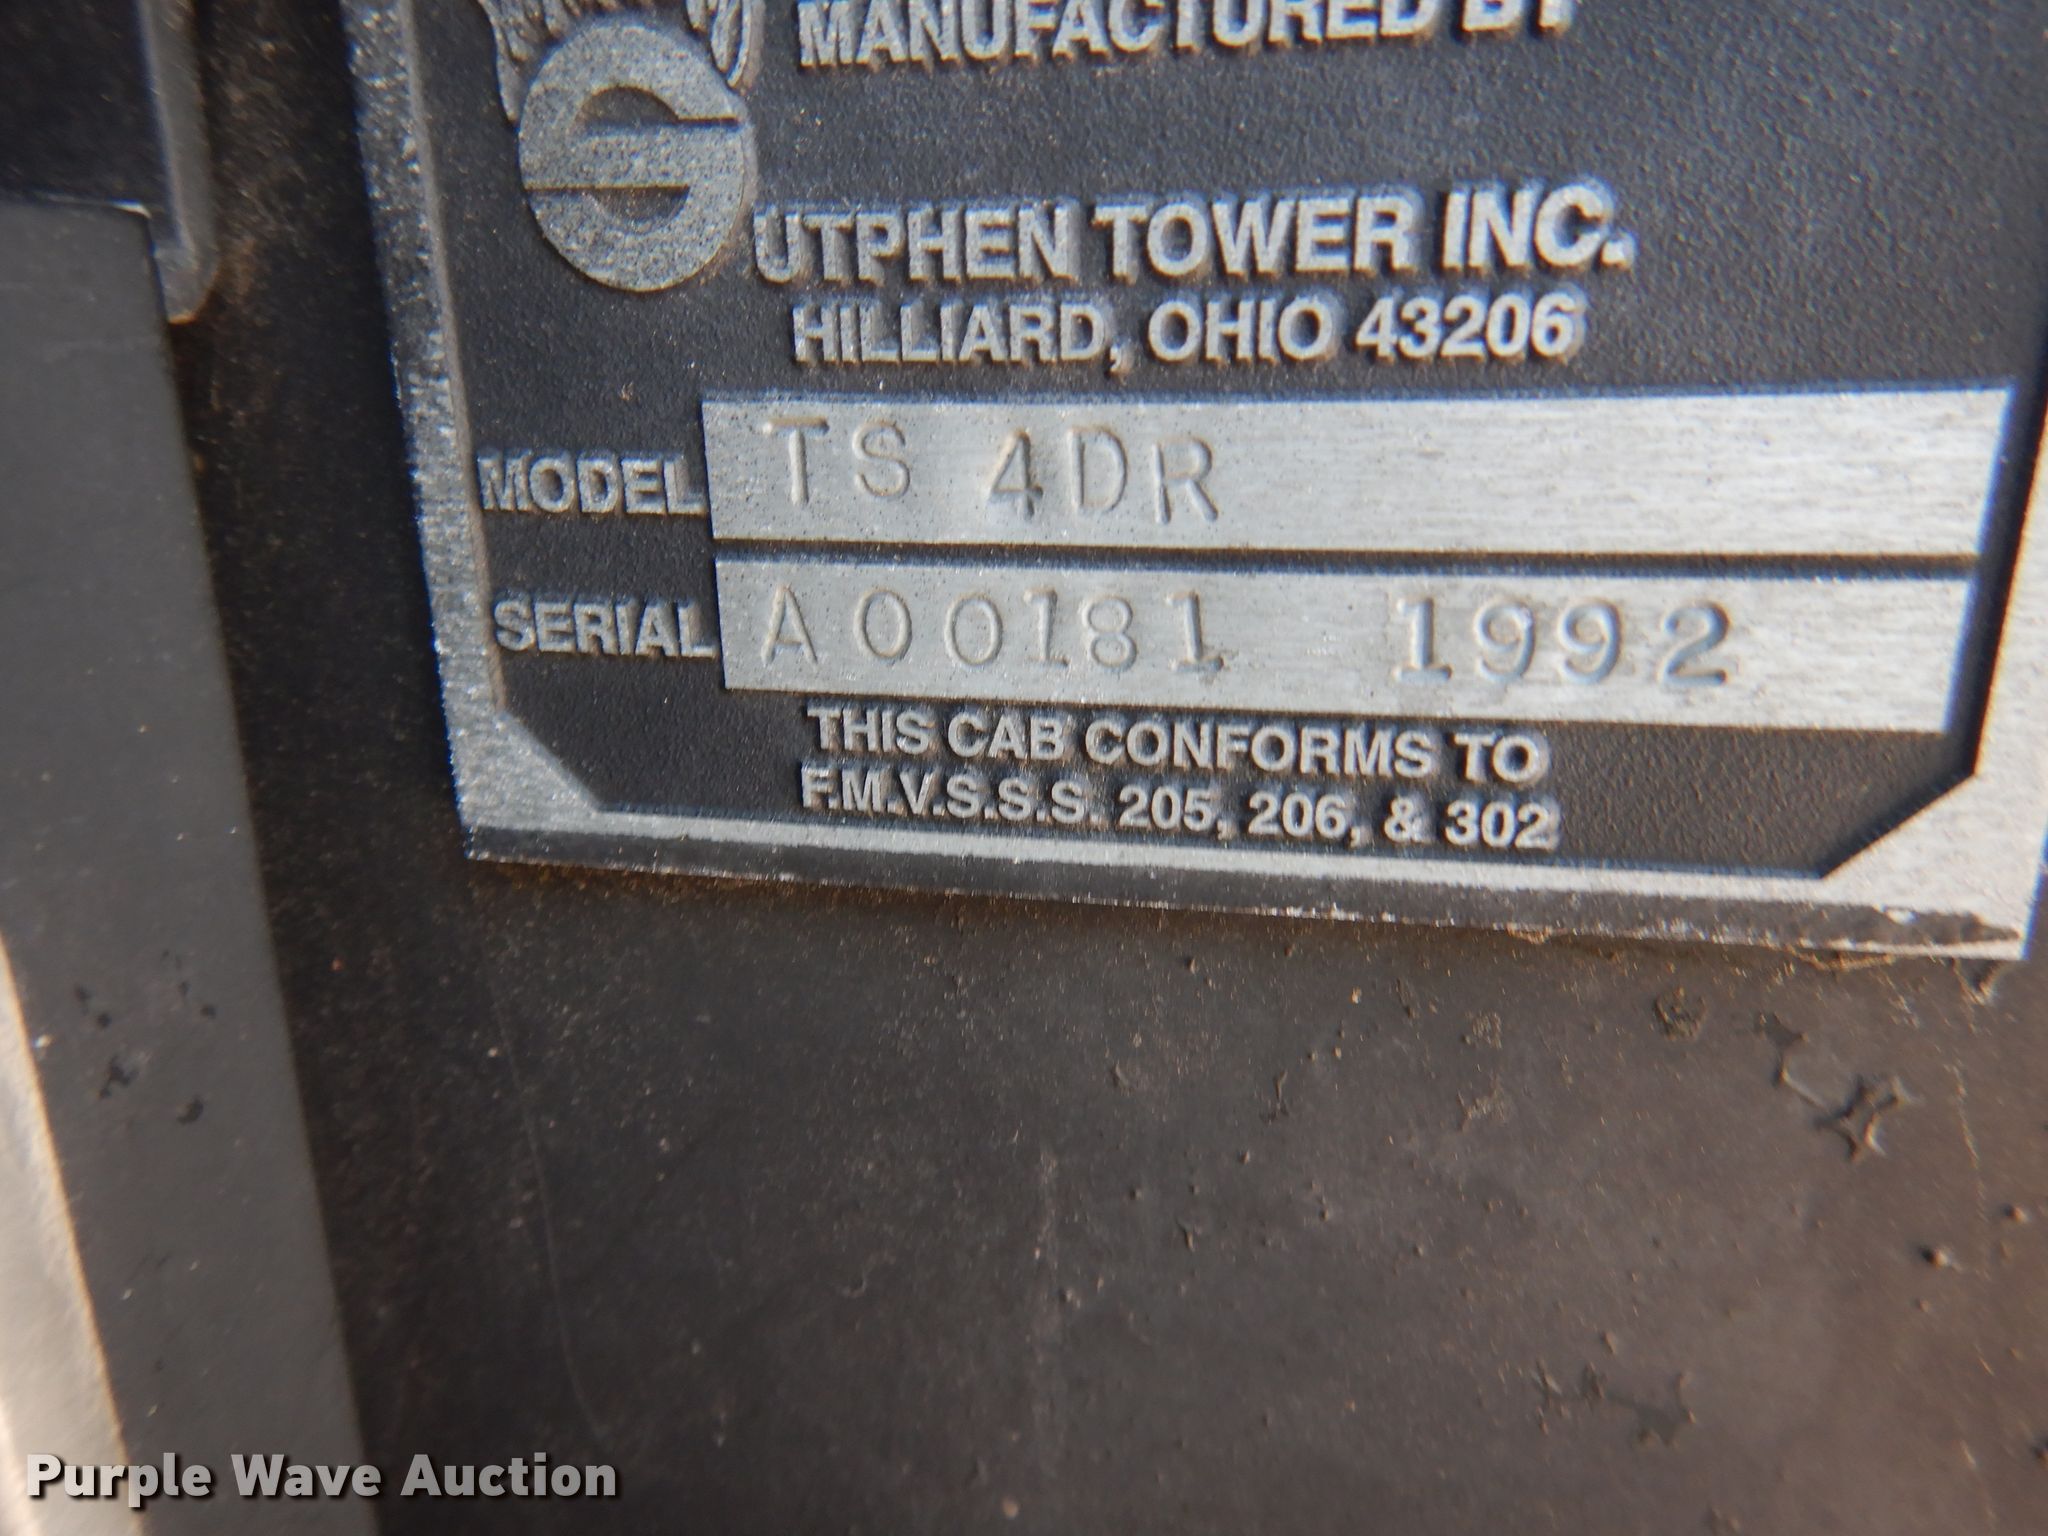 MANUFACTURED BY
SUTPHEN TOWER INC.
HILLIARD, OHIO 43206
MODEL TS 4DR
SERIAL A00181 1992
THIS CAB CONFORMS TO
F.M.V.S.S.S. 205, 206, & 302
Purple Wave Auction